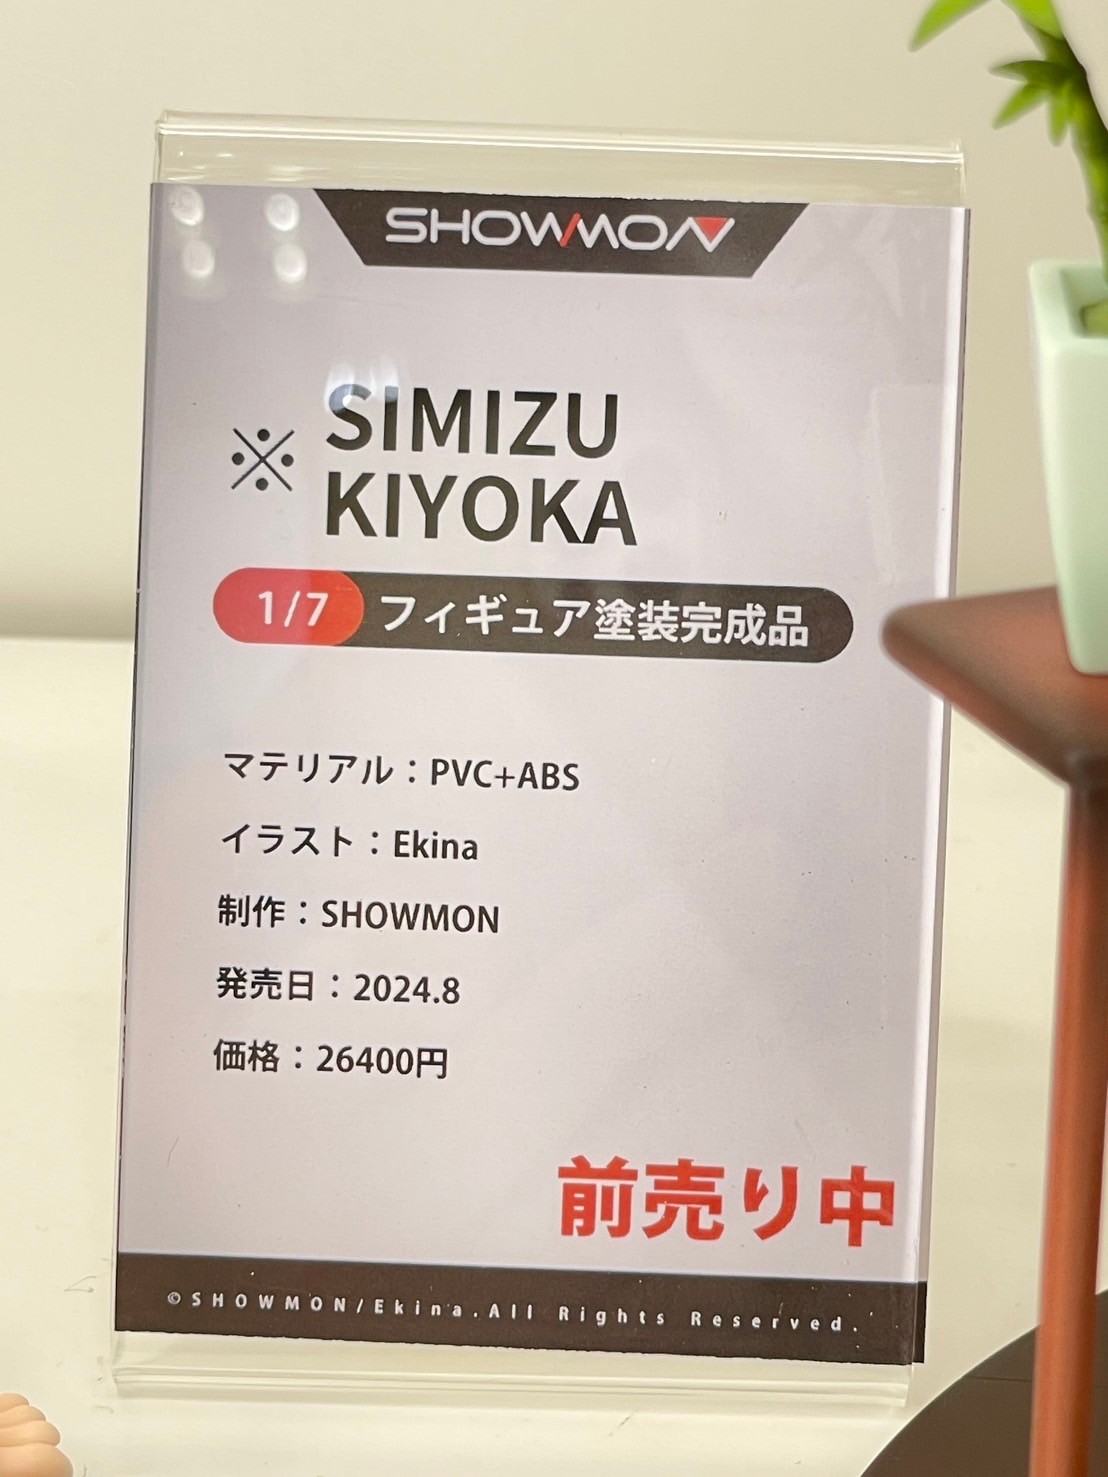 SHOWMON
※ SIMIZU
KIYOKA
1/7 フィギュア塗装完成品
マテリアル：PVC+ABS
イラスト：Ekina
制作：SHOWMON
発売日：2024.8
価格：26400円
前売り中
©SHOWMON/Ekina.All Rights Reserved.